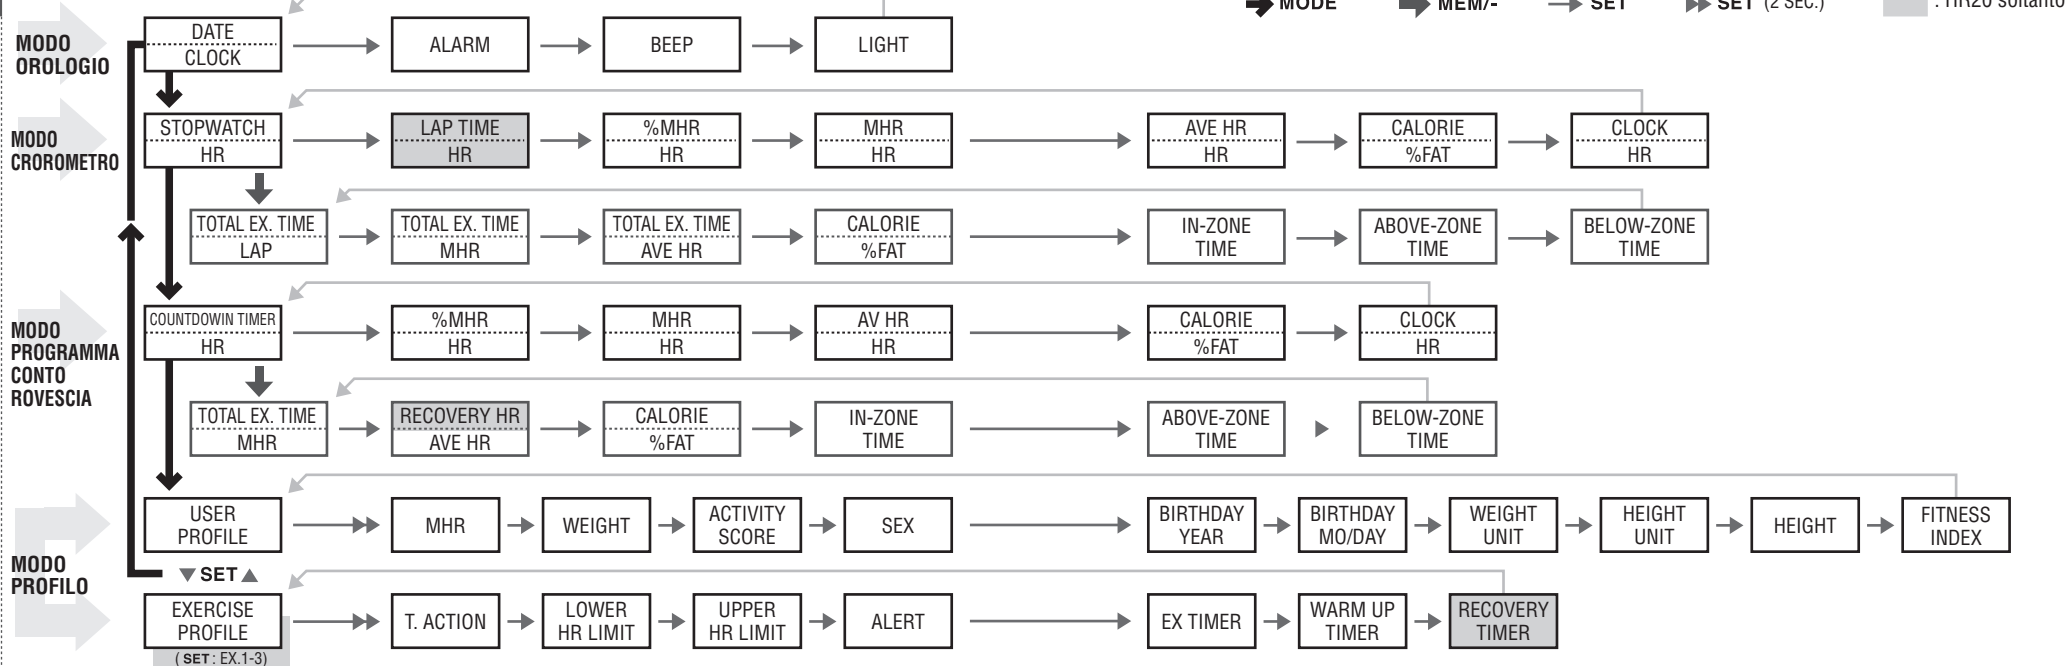 MODE MEM/- SET SET (2 SEC.) : HR20 soltanto
MODO
OROLOGIO
DATE
CLOCK
ALARM
BEEP
LIGHT
MODO
CROROMETRO
STOPWATCH
HR
LAP TIME
HR
%MHR
HR
MHR
HR
AVE HR
HR
CALORIE
%FAT
CLOCK
HR
TOTAL EX. TIME
LAP
TOTAL EX. TIME
MHR
TOTAL EX. TIME
AVE HR
CALORIE
%FAT
IN-ZONE
TIME
ABOVE-ZONE
TIME
BELOW-ZONE
TIME
MODO
PROGRAMMA
CONTO
ROVESCIA
COUNTDOWIN TIMER
HR
%MHR
HR
MHR
HR
AV HR
HR
CALORIE
%FAT
CLOCK
HR
TOTAL EX. TIME
MHR
RECOVERY HR
AVE HR
CALORIE
%FAT
IN-ZONE
TIME
ABOVE-ZONE
TIME
BELOW-ZONE
TIME
MODO
PROFILO
USER
PROFILE
MHR
WEIGHT
ACTIVITY
SCORE
SEX
BIRTHDAY
YEAR
BIRTHDAY
MO/DAY
WEIGHT
UNIT
HEIGHT
UNIT
HEIGHT
FITNESS
INDEX
▼ SET ▲
EXERCISE
PROFILE
(SET: EX.1-3)
T. ACTION
LOWER
HR LIMIT
UPPER
HR LIMIT
ALERT
EX TIMER
WARM UP
TIMER
RECOVERY
TIMER